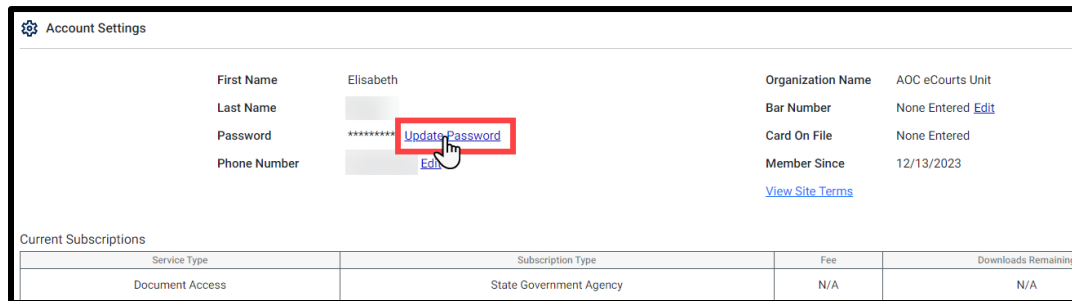 Account Settings
First Name Elisabeth
Last Name
Password ********* Update Password
Phone Number Edit
Organization Name AOC eCourts Unit
Bar Number None Entered Edit
Card On File None Entered
Member Since 12/13/2023
View Site Terms
Current Subscriptions
Service Type Subscription Type Fee Downloads Remaining
Document Access State Government Agency N/A N/A